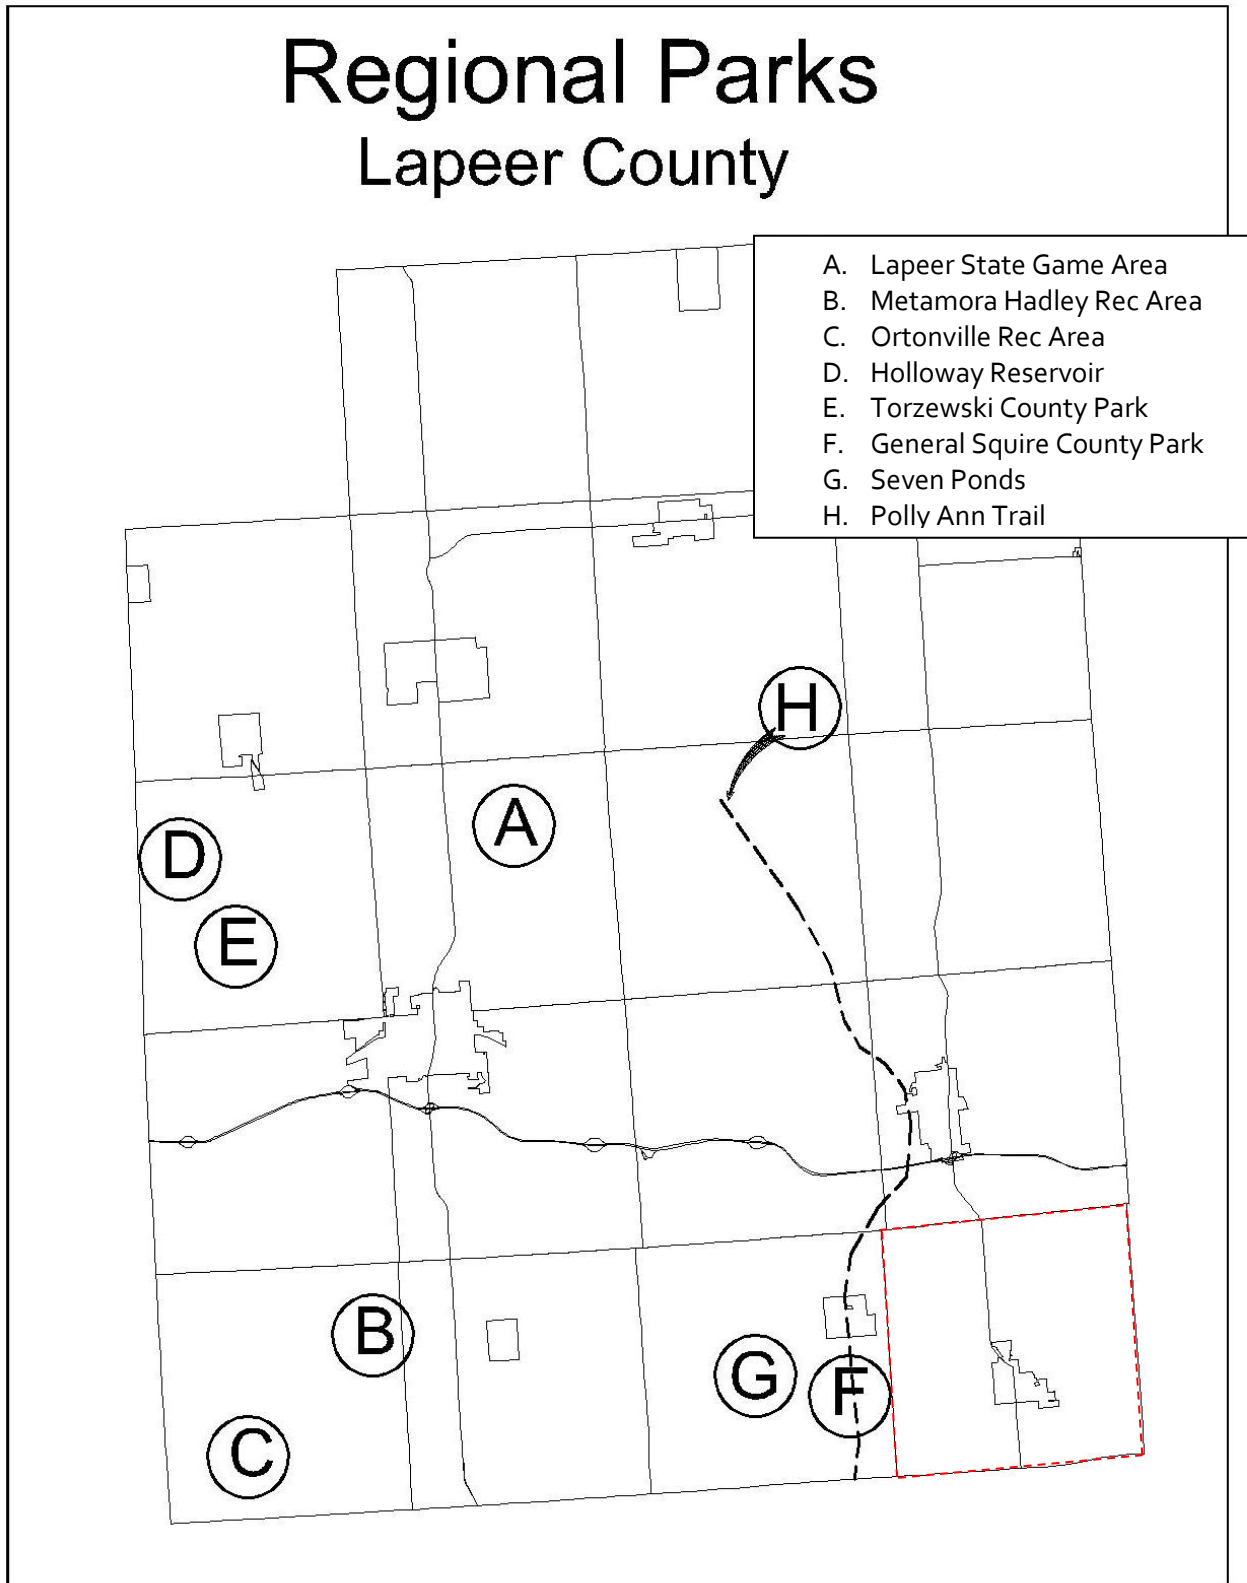 Regional Parks
Lapeer County
A. Lapeer State Game Area
B. Metamora Hadley Rec Area
C. Ortonville Rec Area
D. Holloway Reservoir
E. Torzewski County Park
F. General Squire County Park
G. Seven Ponds
H. Polly Ann Trail
H
A
D
E
B
G
F
C